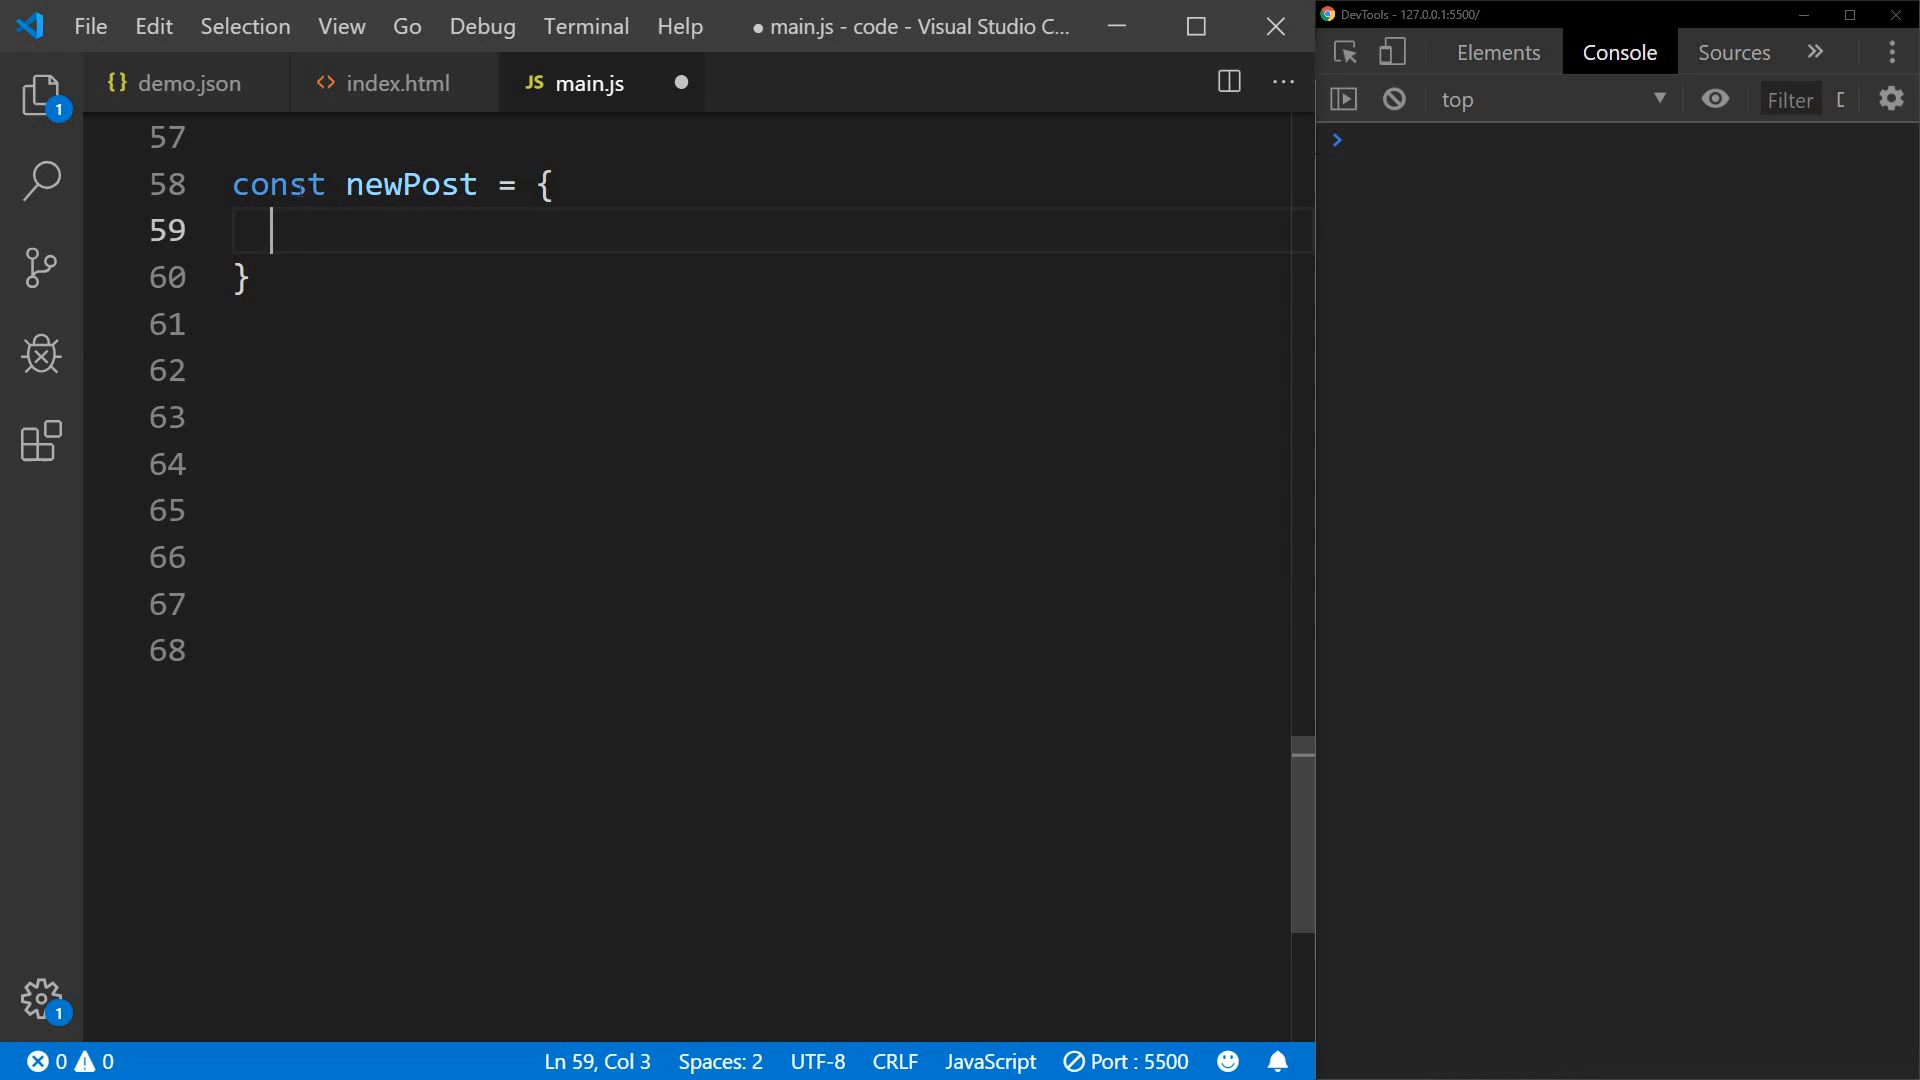 File Edit Selection View Go Debug Terminal Help ● main.js - code - Visual Studio C...
DevTools - 127.0.0.1:5500/
Elements Console Sources »
{} demo.json <> index.html JS main.js ● ...
top ▼ Filter
1
57
58 const newPost = {
59
60 }
61
62
63
64
65
66
67
68
1
0 0 Ln 59, Col 3 Spaces: 2 UTF-8 CRLF JavaScript Port : 5500